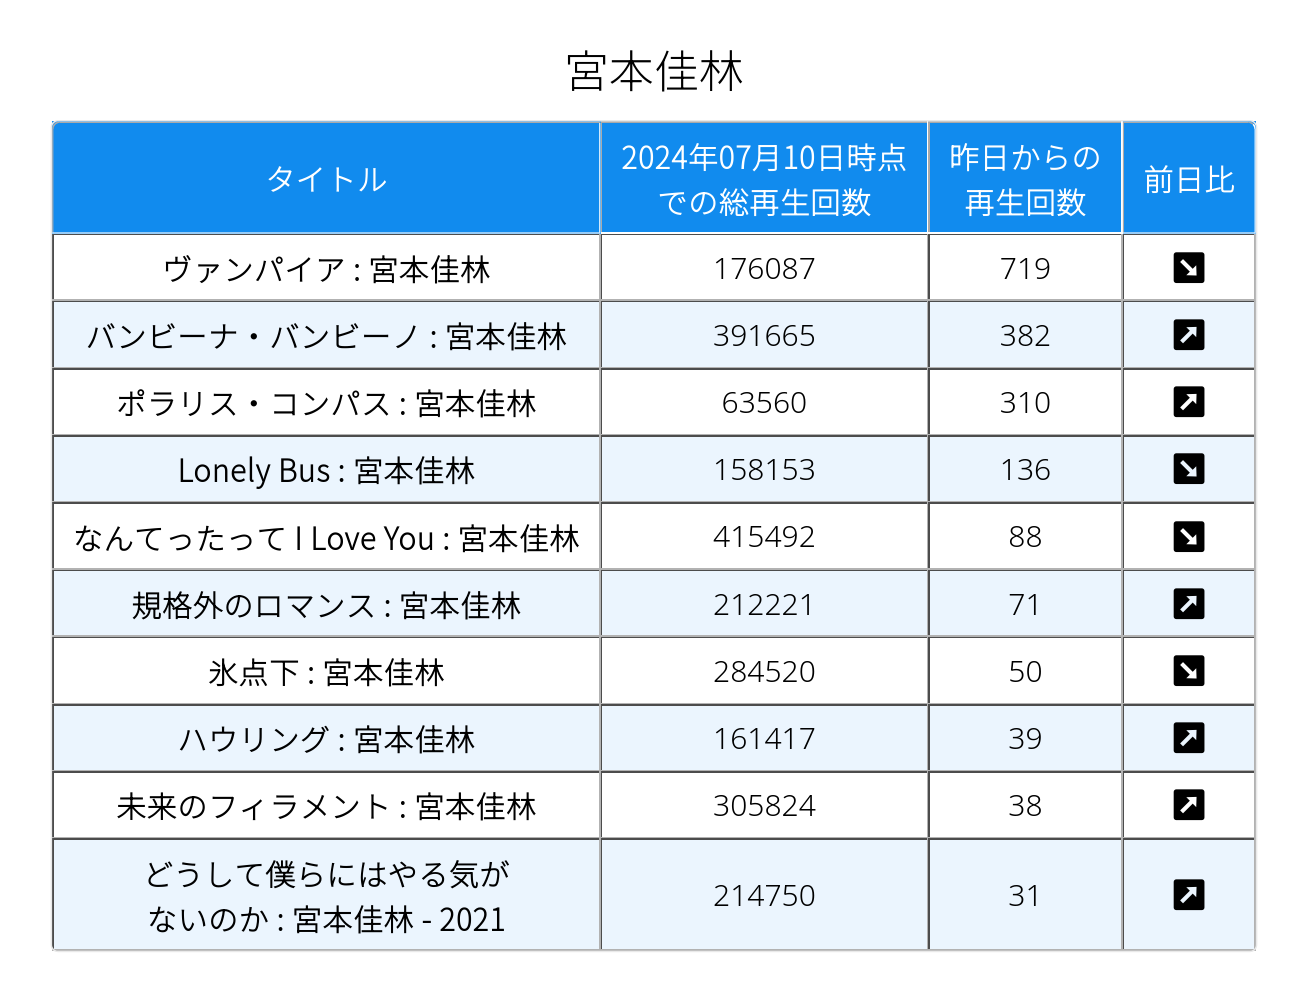 宮本佳林
タイトル
2024年07月10日時点
での総再生回数
昨日からの
再生回数
前日比
ヴァンパイア : 宮本佳林 176087 719 ↘
バンビーナ・バンビーノ : 宮本佳林 391665 382 ↗
ポラリス・コンパス : 宮本佳林 63560 310 ↗
Lonely Bus : 宮本佳林 158153 136 ↘
なんてったって I Love You : 宮本佳林 415492 88 ↘
規格外のロマンス : 宮本佳林 212221 71 ↗
氷点下 : 宮本佳林 284520 50 ↘
ハウリング : 宮本佳林 161417 39 ↗
未来のフィラメント : 宮本佳林 305824 38 ↗
どうして僕らにはやる気が
ないのか : 宮本佳林 - 2021 214750 31 ↗